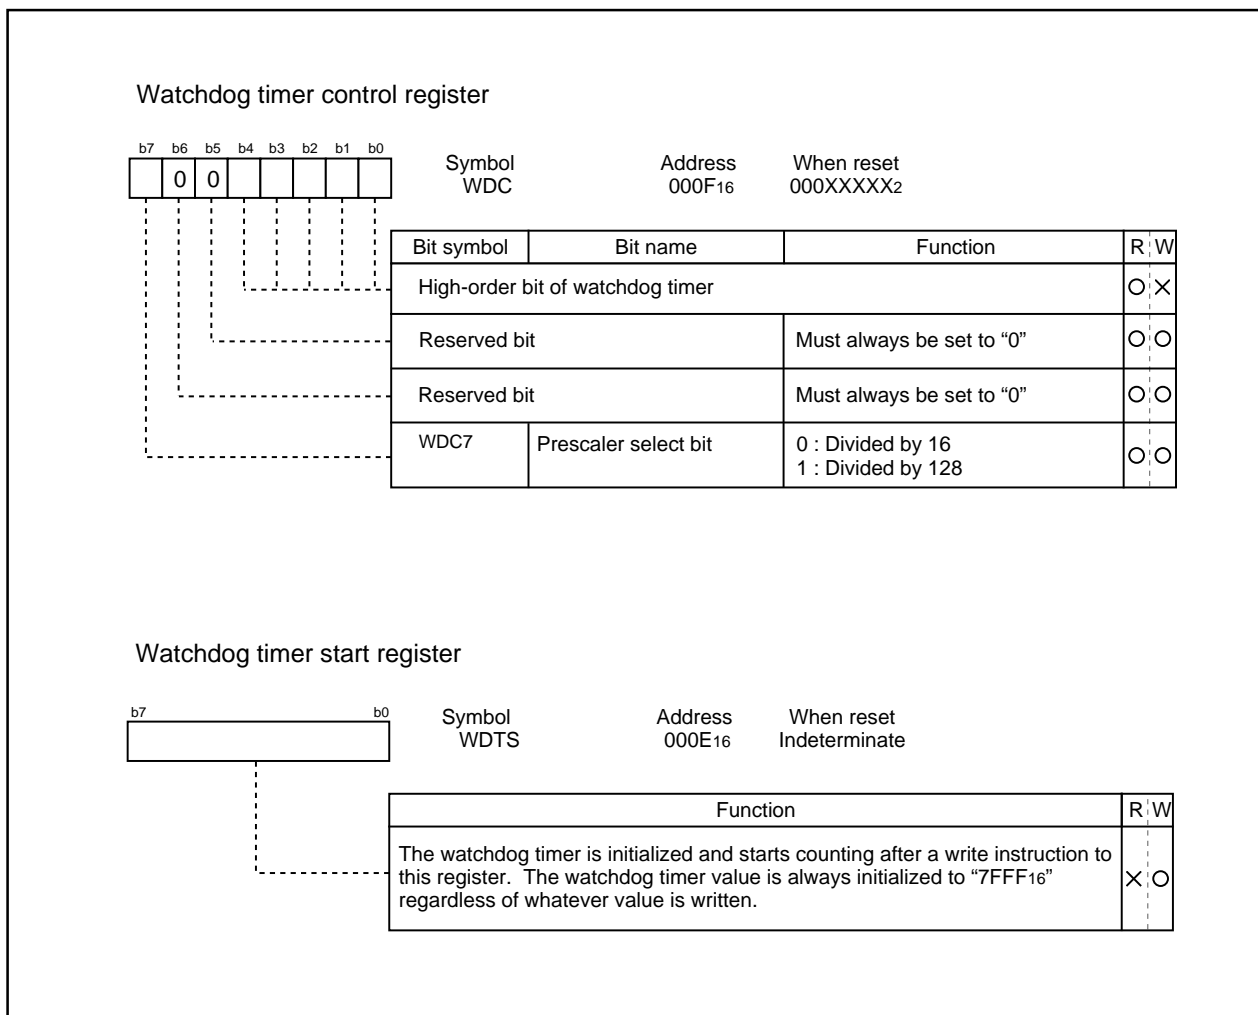 Watchdog timer control register
b7 b6 b5 b4 b3 b2 b1 b0
0 0
Symbol Address When reset
WDC 000F16 000XXXXX2
Bit symbol Bit name Function R W
High-order bit of watchdog timer
Reserved bit Must always be set to “0”
Reserved bit Must always be set to “0”
WDC7 Prescaler select bit 0 : Divided by 16
1 : Divided by 128
Watchdog timer start register
b7 b0
Symbol Address When reset
WDTS 000E16 Indeterminate
Function R W
The watchdog timer is initialized and starts counting after a write instruction to
this register. The watchdog timer value is always initialized to “7FFF16”
regardless of whatever value is written.